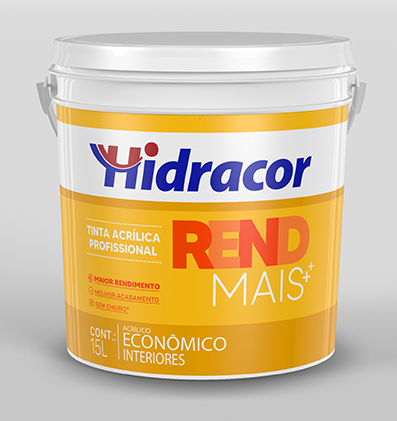 Hidracor
TINTA ACRÍLICA
PROFISSIONAL
REND
MAIS+++
MAIOR RENDIMENTO
MELHOR ACABAMENTO
SEM CHEIRO*
CONT.:
15L
ACRÍLICO
ECONÔMICO
INTERIORES